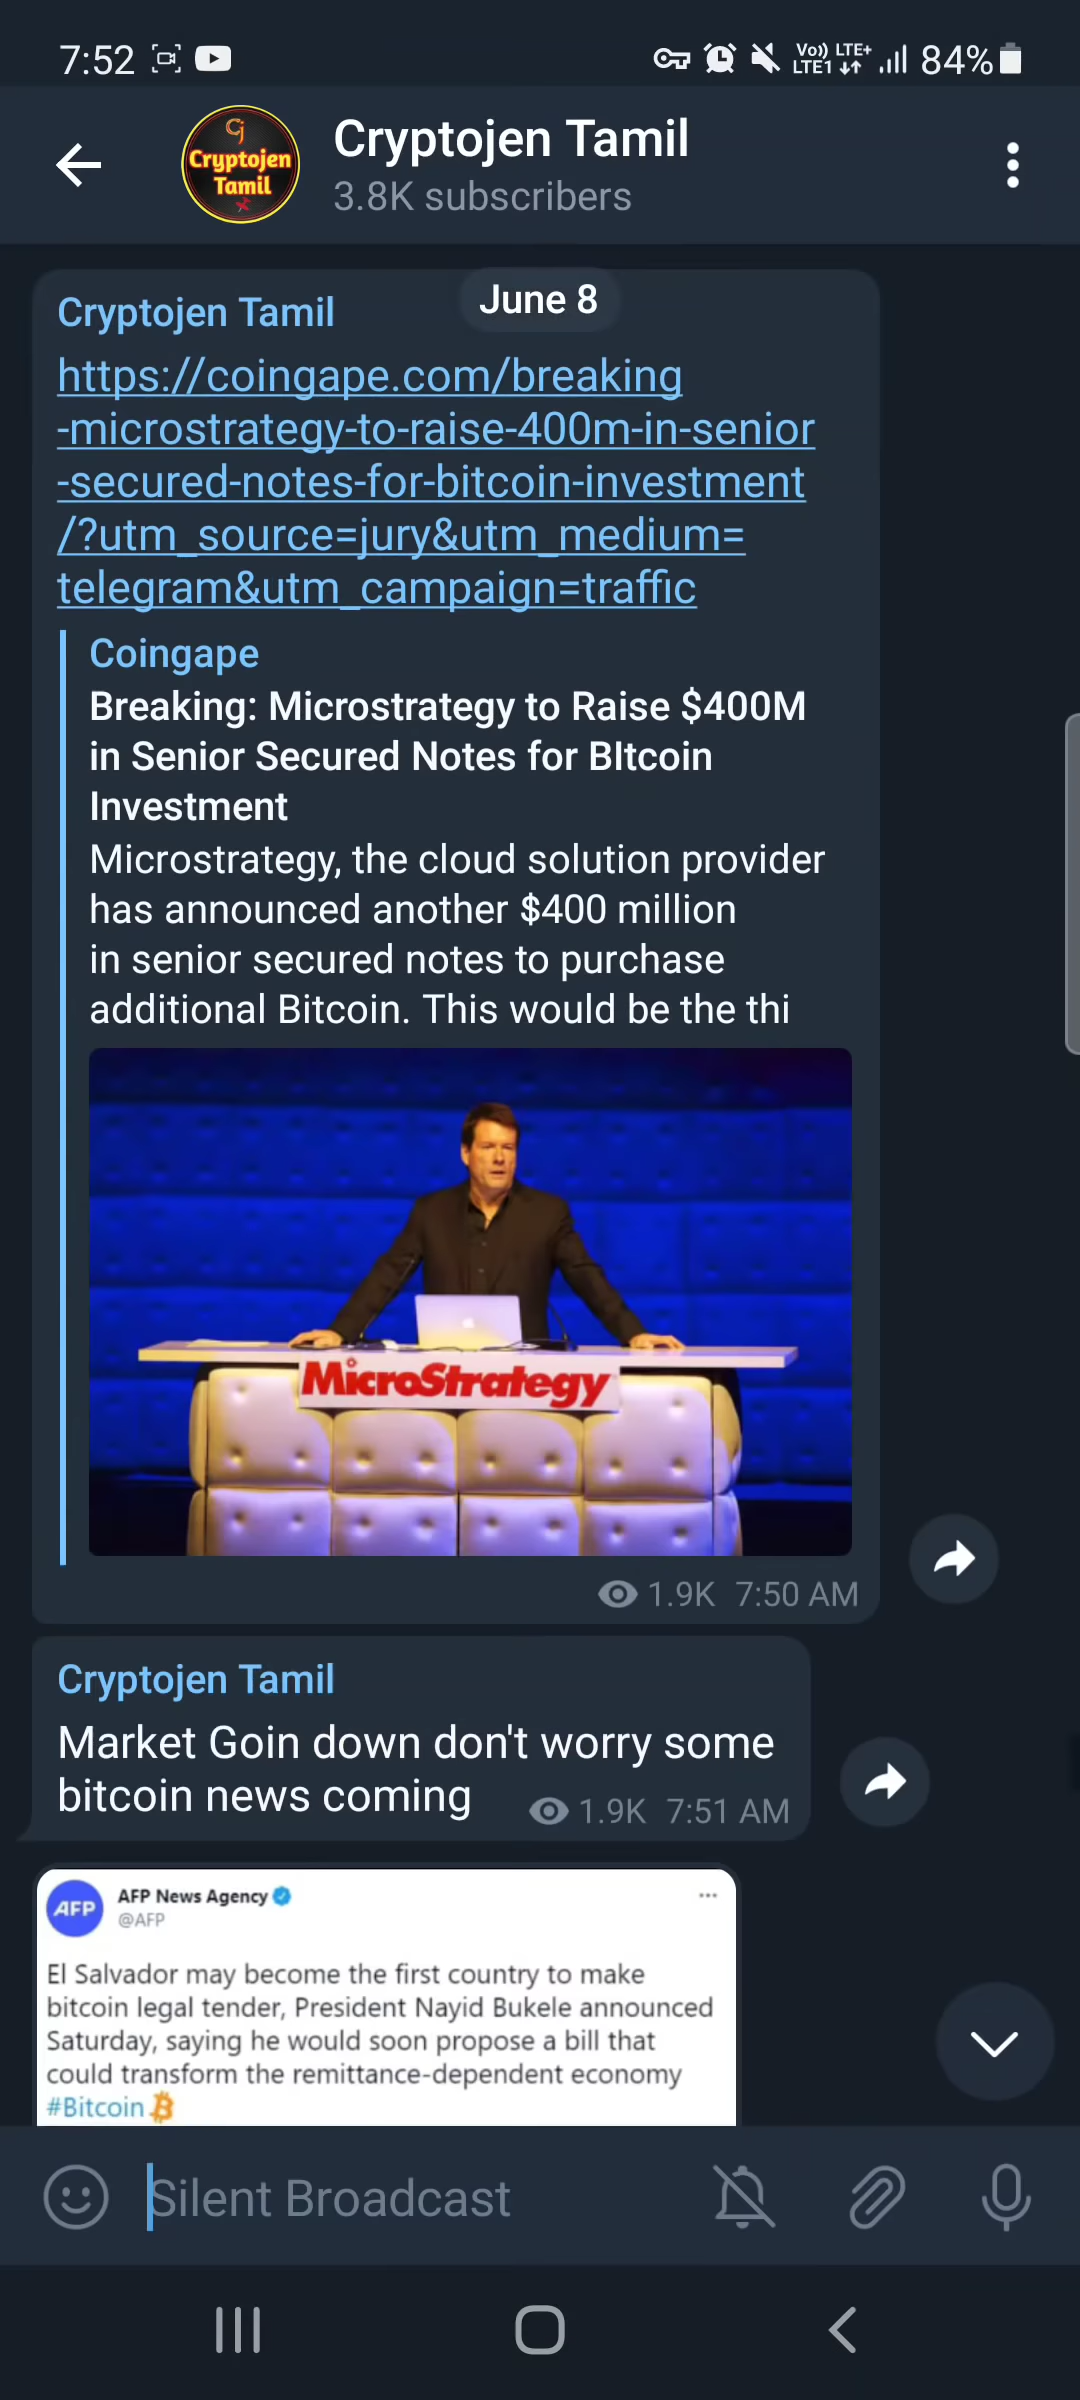 7:52
Vo)) LTE+
LTE1
84%
Cj
Cryptojen
Tamil
Cryptojen Tamil
3.8K subscribers
June 8
Cryptojen Tamil
https://coingape.com/breaking
-microstrategy-to-raise-400m-in-senior
-secured-notes-for-bitcoin-investment
/?utm_source=jury&utm_medium=
telegram&utm_campaign=traffic
Coingape
Breaking: Microstrategy to Raise $400M
in Senior Secured Notes for BItcoin
Investment
Microstrategy, the cloud solution provider
has announced another $400 million
in senior secured notes to purchase
additional Bitcoin. This would be the thi
MicroStrategy
1.9K 7:50 AM
Cryptojen Tamil
Market Goin down don't worry some
bitcoin news coming
1.9K 7:51 AM
AFP
AFP News Agency
@AFP
El Salvador may become the first country to make
bitcoin legal tender, President Nayib Bukele announced
Saturday, saying he would soon propose a bill that
could transform the remittance-dependent economy
#Bitcoin
Silent Broadcast